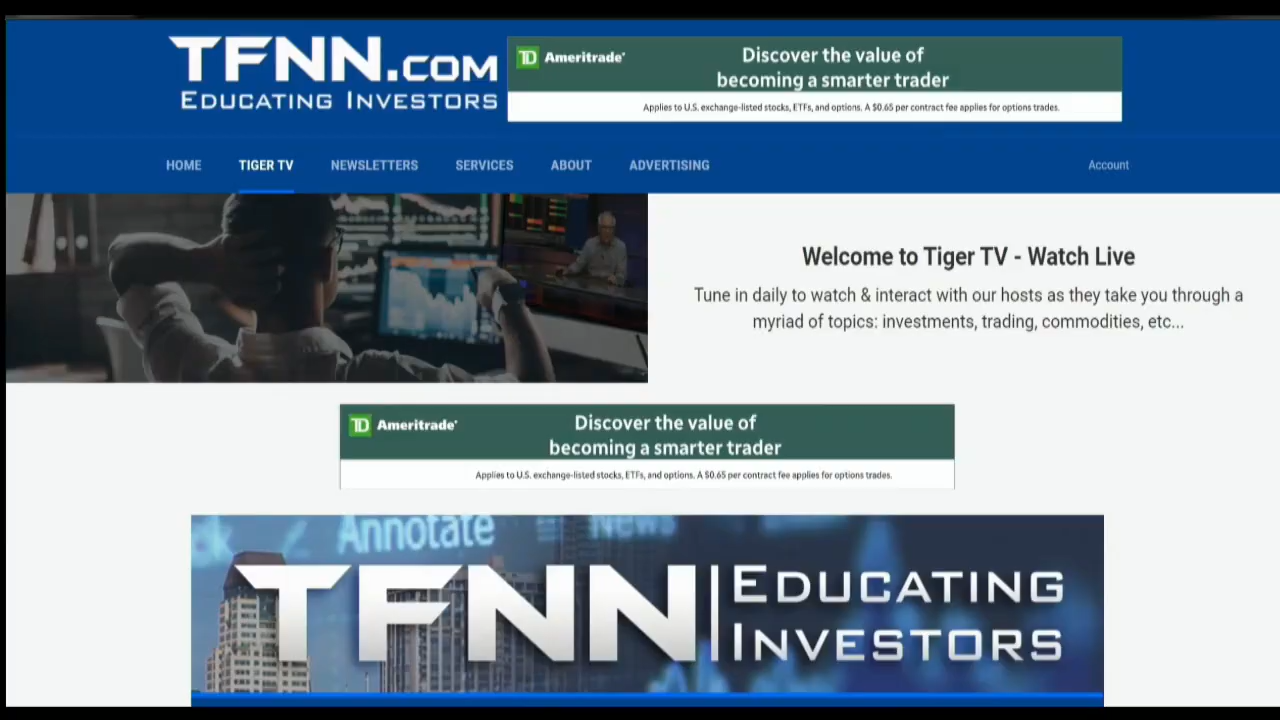 TFNN.COM
EDUCATING INVESTORS
TD Ameritrade
Discover the value of
becoming a smarter trader
Applies to U.S. exchange-listed stocks, ETFs, and options. A $0.65 per contract fee applies for options trades.
HOME TIGER TV NEWSLETTERS SERVICES ABOUT ADVERTISING Account
Welcome to Tiger TV - Watch Live
Tune in daily to watch & interact with our hosts as they take you through a
myriad of topics: investments, trading, commodities, etc...
TD Ameritrade
Discover the value of
becoming a smarter trader
Applies to U.S. exchange-listed stocks, ETFs, and options. A $0.65 per contract fee applies for options trades.
Annotate News
TFNN | EDUCATING
INVESTORS